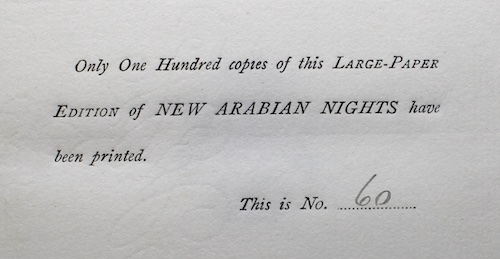 Only One Hundred copies of this LARGE-PAPER
EDITION of NEW ARABIAN NIGHTS have
been printed.
This is No. 60